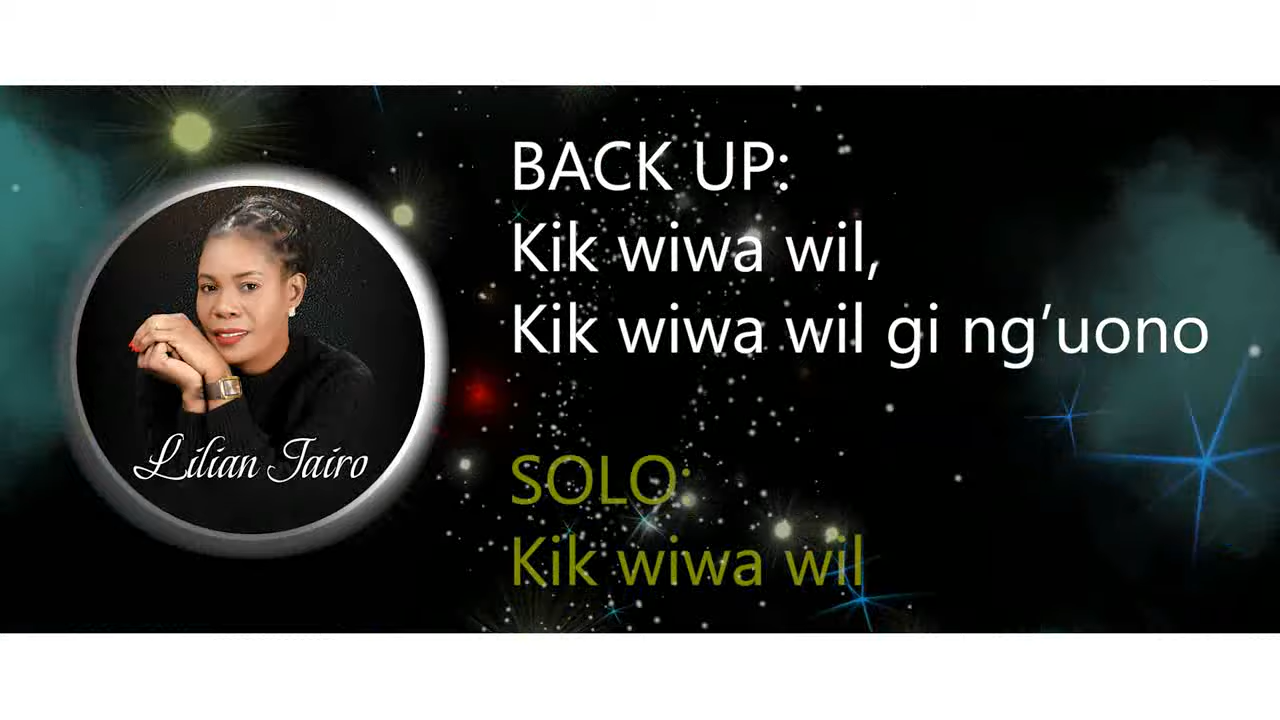 Lilian Jairo
BACK UP:
Kik wiwa wil,
Kik wiwa wil gi ng’uono
SOLO:
Kik wiwa wil